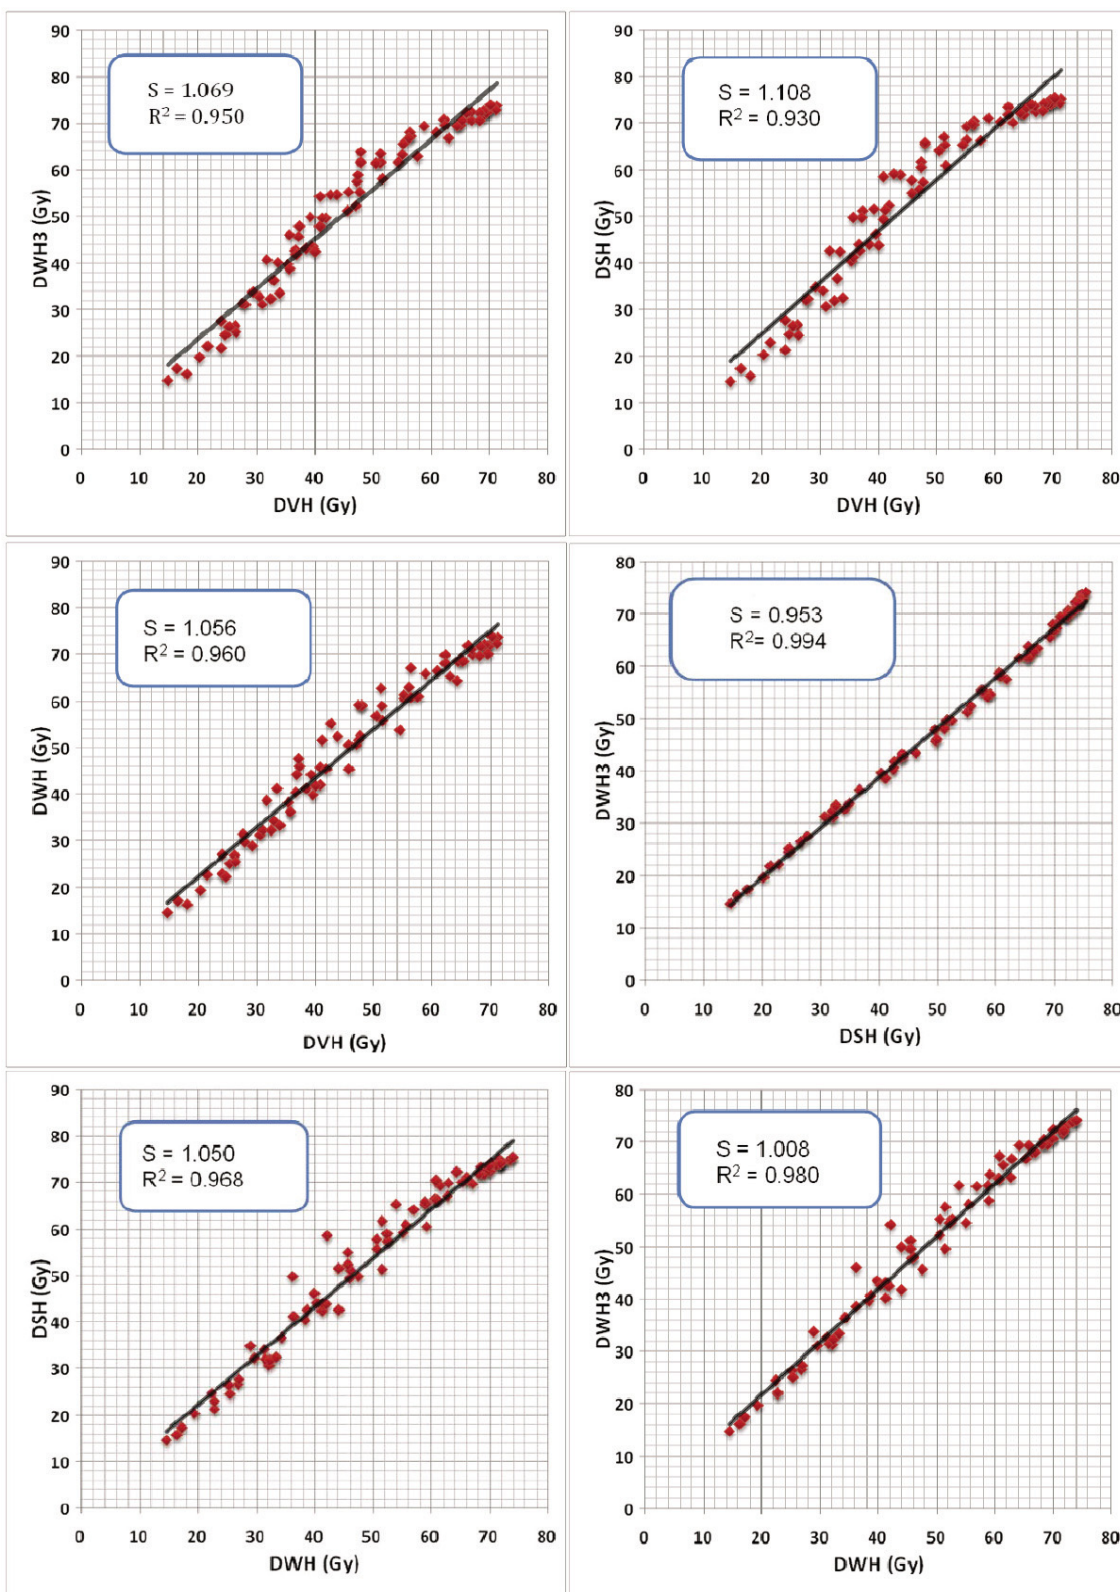 90
80
70
60
50
40
30
20
10
0
DWH3 (Gy)
S = 1.069
R² = 0.950
0 10 20 30 40 50 60 70 80
DVH (Gy)
90
80
70
60
50
40
30
20
10
0
DSH (Gy)
S = 1.108
R² = 0.930
0 10 20 30 40 50 60 70 80
DVH (Gy)
90
80
70
60
50
40
30
20
10
0
DWH (Gy)
S = 1.056
R² = 0.960
0 10 20 30 40 50 60 70 80
DVH (Gy)
80
70
60
50
40
30
20
10
0
DWH3 (Gy)
S = 0.953
R²= 0.994
0 10 20 30 40 50 60 70 80
DSH (Gy)
90
80
70
60
50
40
30
20
10
0
DSH (Gy)
S = 1.050
R² = 0.968
0 10 20 30 40 50 60 70 80
DWH (Gy)
80
70
60
50
40
30
20
10
0
DWH3 (Gy)
S = 1.008
R² = 0.980
0 10 20 30 40 50 60 70 80
DWH (Gy)